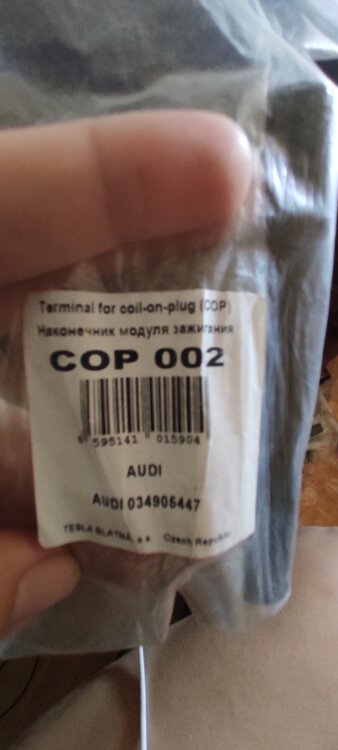 Terminal for coil-on-plug (COP)
Наконечник модуля зажигания
COP 002
8 595141 015904
AUDI
AUDI 034905447
TESLA BLATNÁ, a.s. Czech Republic